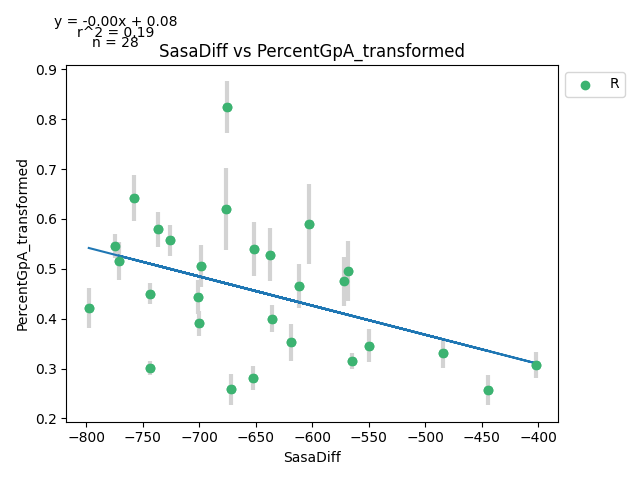 y = -0.00x + 0.08
r^2 = 0.19
n = 28
SasaDiff vs PercentGpA_transformed
R
PercentGpA_transformed
0.9
0.8
0.7
0.6
0.5
0.4
0.3
0.2
−800 −750 −700 −650 −600 −550 −500 −450 −400
SasaDiff